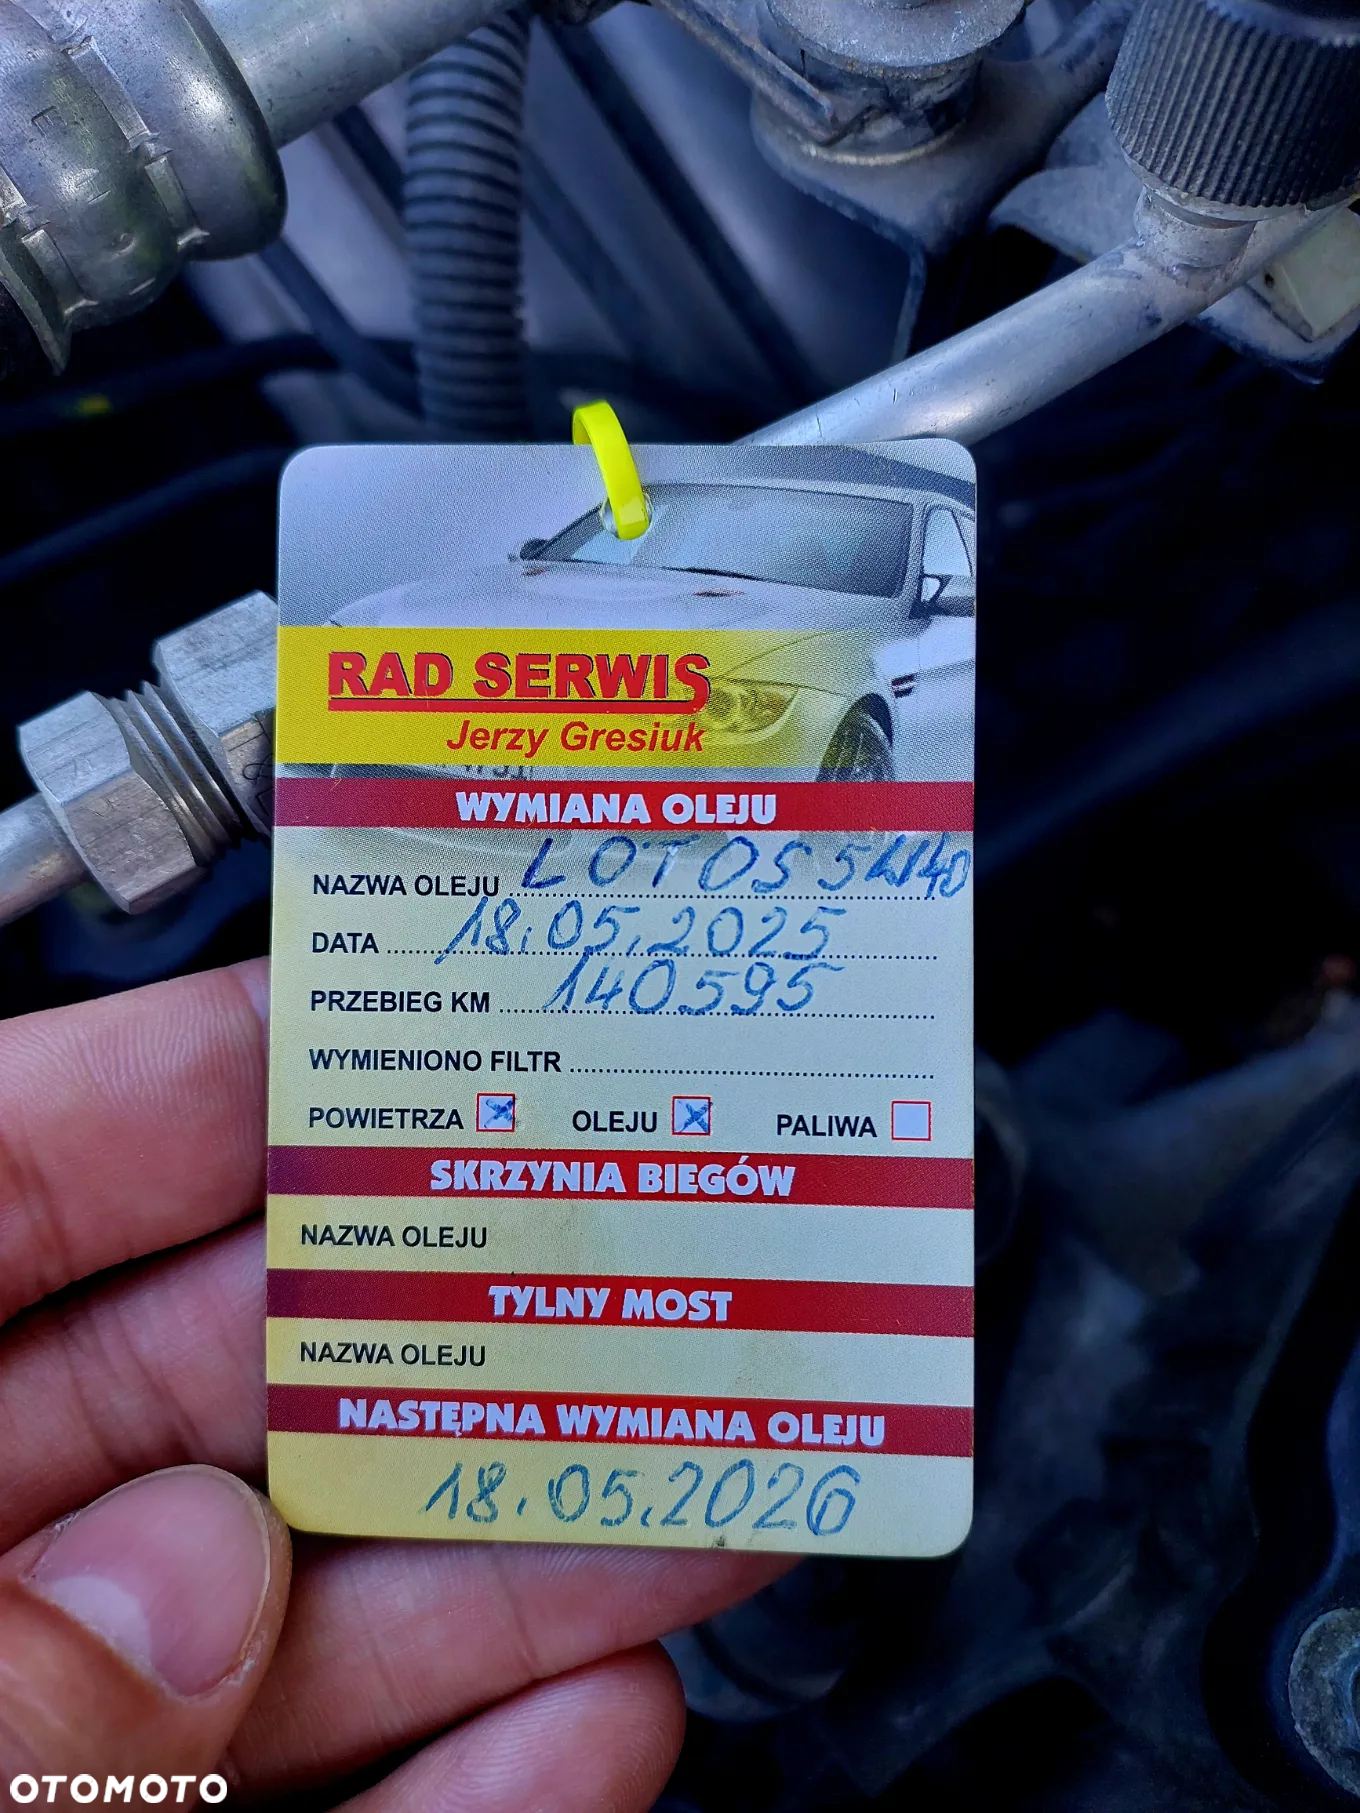 RAD SERWIS
Jerzy Gresiuk
WYMIANA OLEJU
NAZWA OLEJU LOTOS 5W40
DATA 18.05.2025
PRZEBIEG KM 140595
WYMIENIONO FILTR
POWIETRZA OLEJU PALIWA
SKRZYNIA BIEGÓW
NAZWA OLEJU
TYLNY MOST
NAZWA OLEJU
NASTĘPNA WYMIANA OLEJU
18.05.2026
OTOMOTO